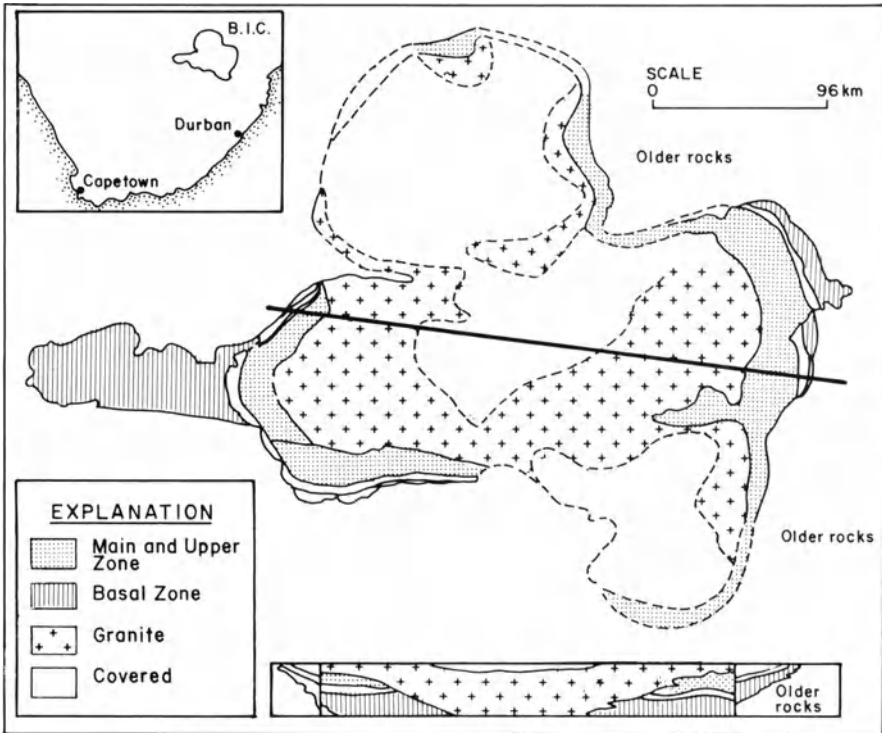 B.I.C.
Durban
Capetown
SCALE
0 96 km
Older rocks
Older rocks
EXPLANATION
Main and Upper
Zone
Basal Zone
Granite
Covered
Older
rocks